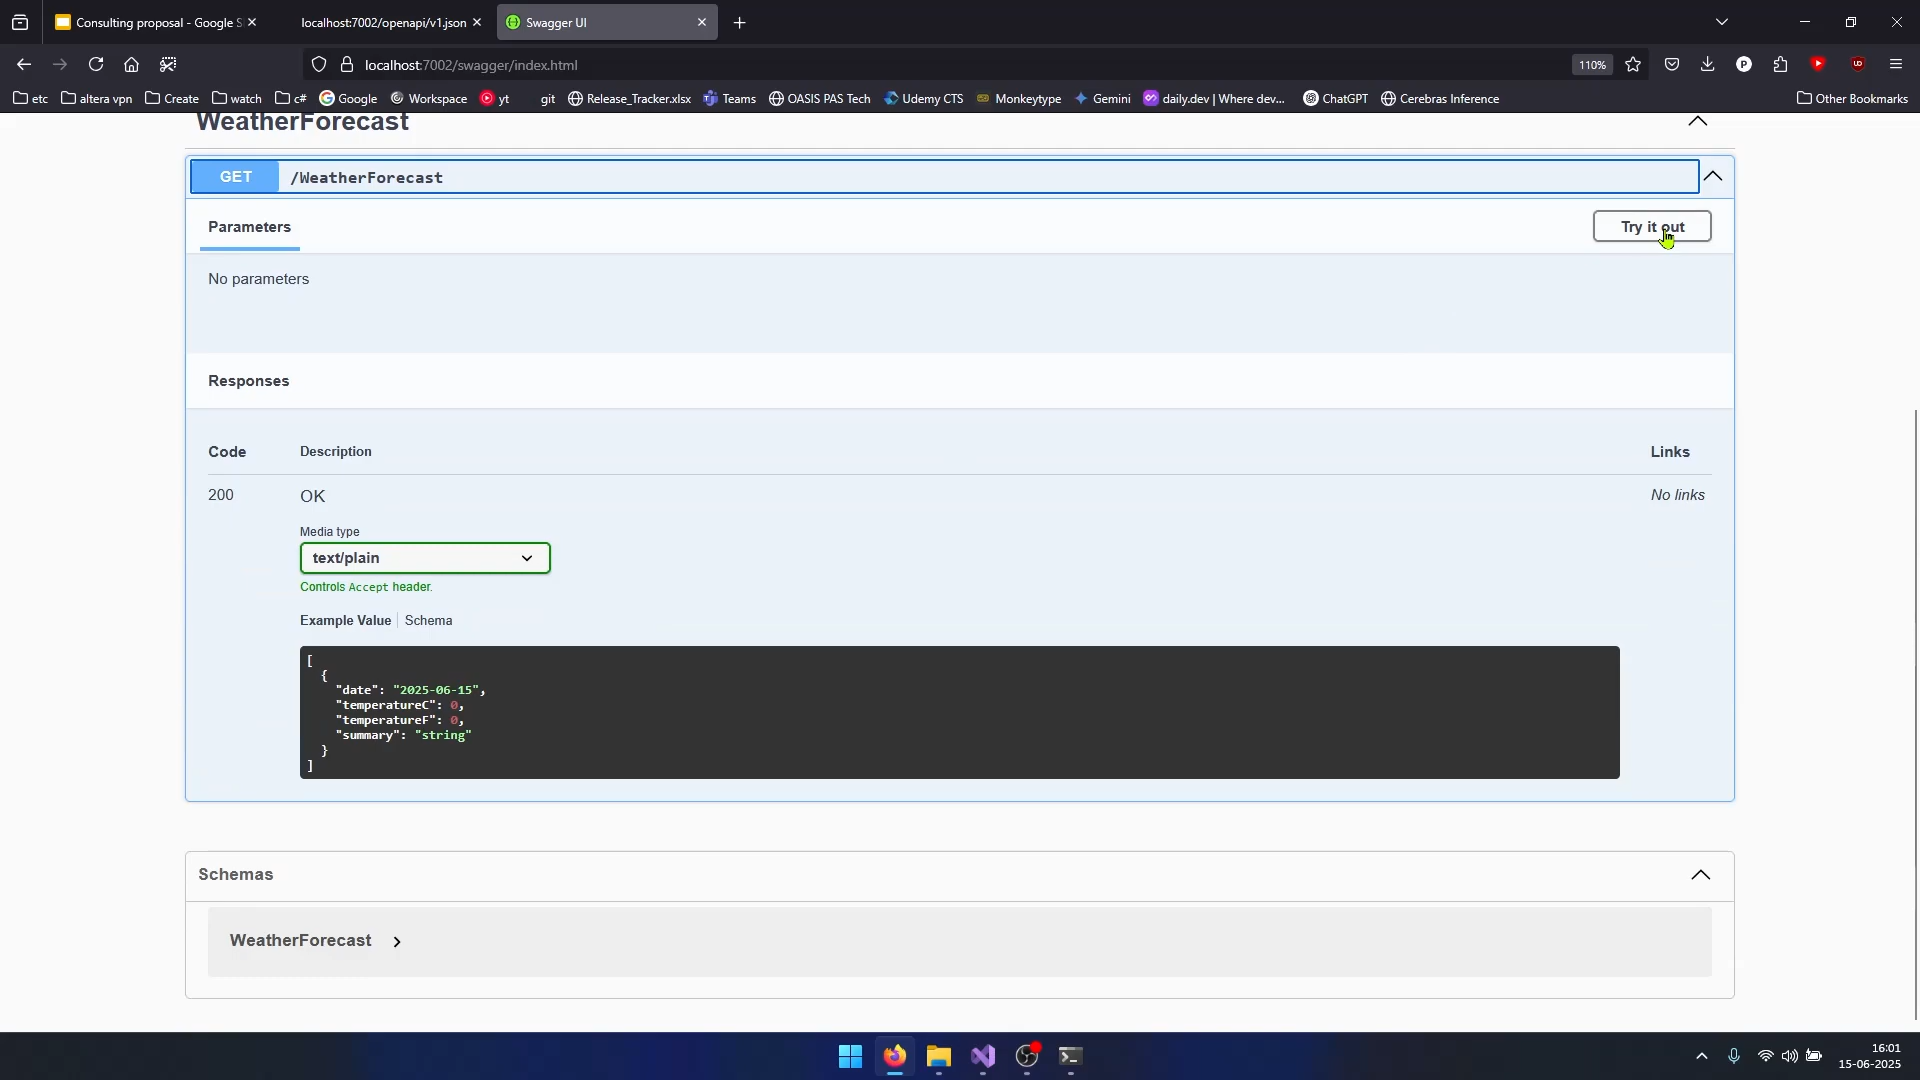 Consulting proposal - Google S
localhost:7002/openapi/v1.json
Swagger UI
localhost:7002/swagger/index.html
110%
etc
altera vpn
Create
watch
c#
Google
Workspace
yt
git
Release_Tracker.xlsx
Teams
OASIS PAS Tech
Udemy CTS
Monkeytype
Gemini
daily.dev | Where dev...
ChatGPT
Cerebras Inference
Other Bookmarks
WeatherForecast
GET /WeatherForecast
Parameters
Try it out
No parameters
Responses
Code Description Links
200 OK No links
Media type
text/plain
Controls Accept header.
Example Value Schema
[
{
"date": "2025-06-15",
"temperatureC": 0,
"temperatureF": 0,
"summary": "string"
}
]
Schemas
WeatherForecast
16:01
15-06-2025